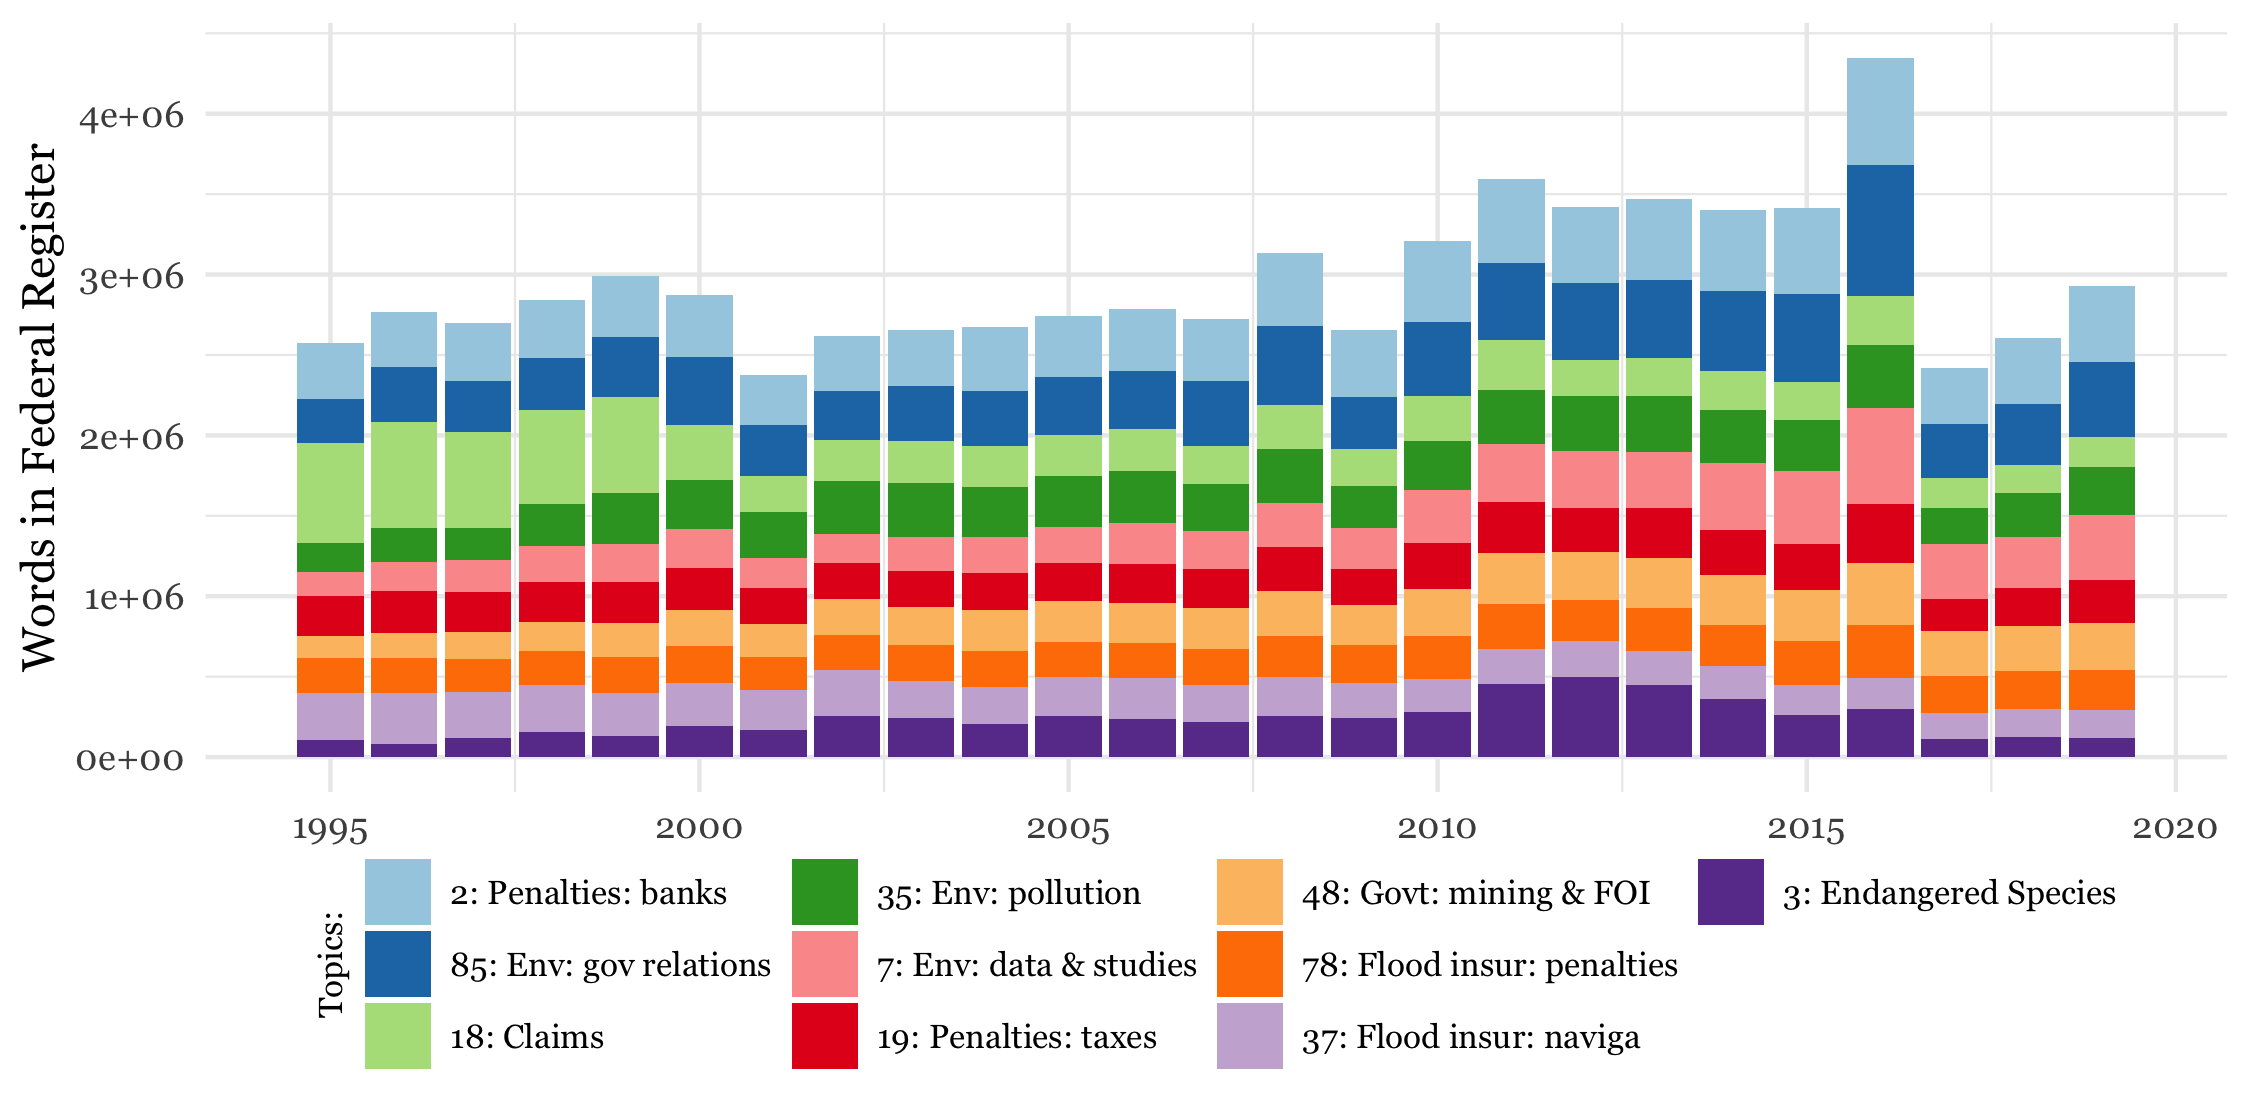 Words in Federal Register
4e+06
3e+06
2e+06
1e+06
0e+00
1995 2000 2005 2010 2015 2020
Topics:
2: Penalties: banks
85: Env: gov relations
18: Claims
35: Env: pollution
7: Env: data & studies
19: Penalties: taxes
48: Govt: mining & FOI
78: Flood insur: penalties
37: Flood insur: naviga
3: Endangered Species